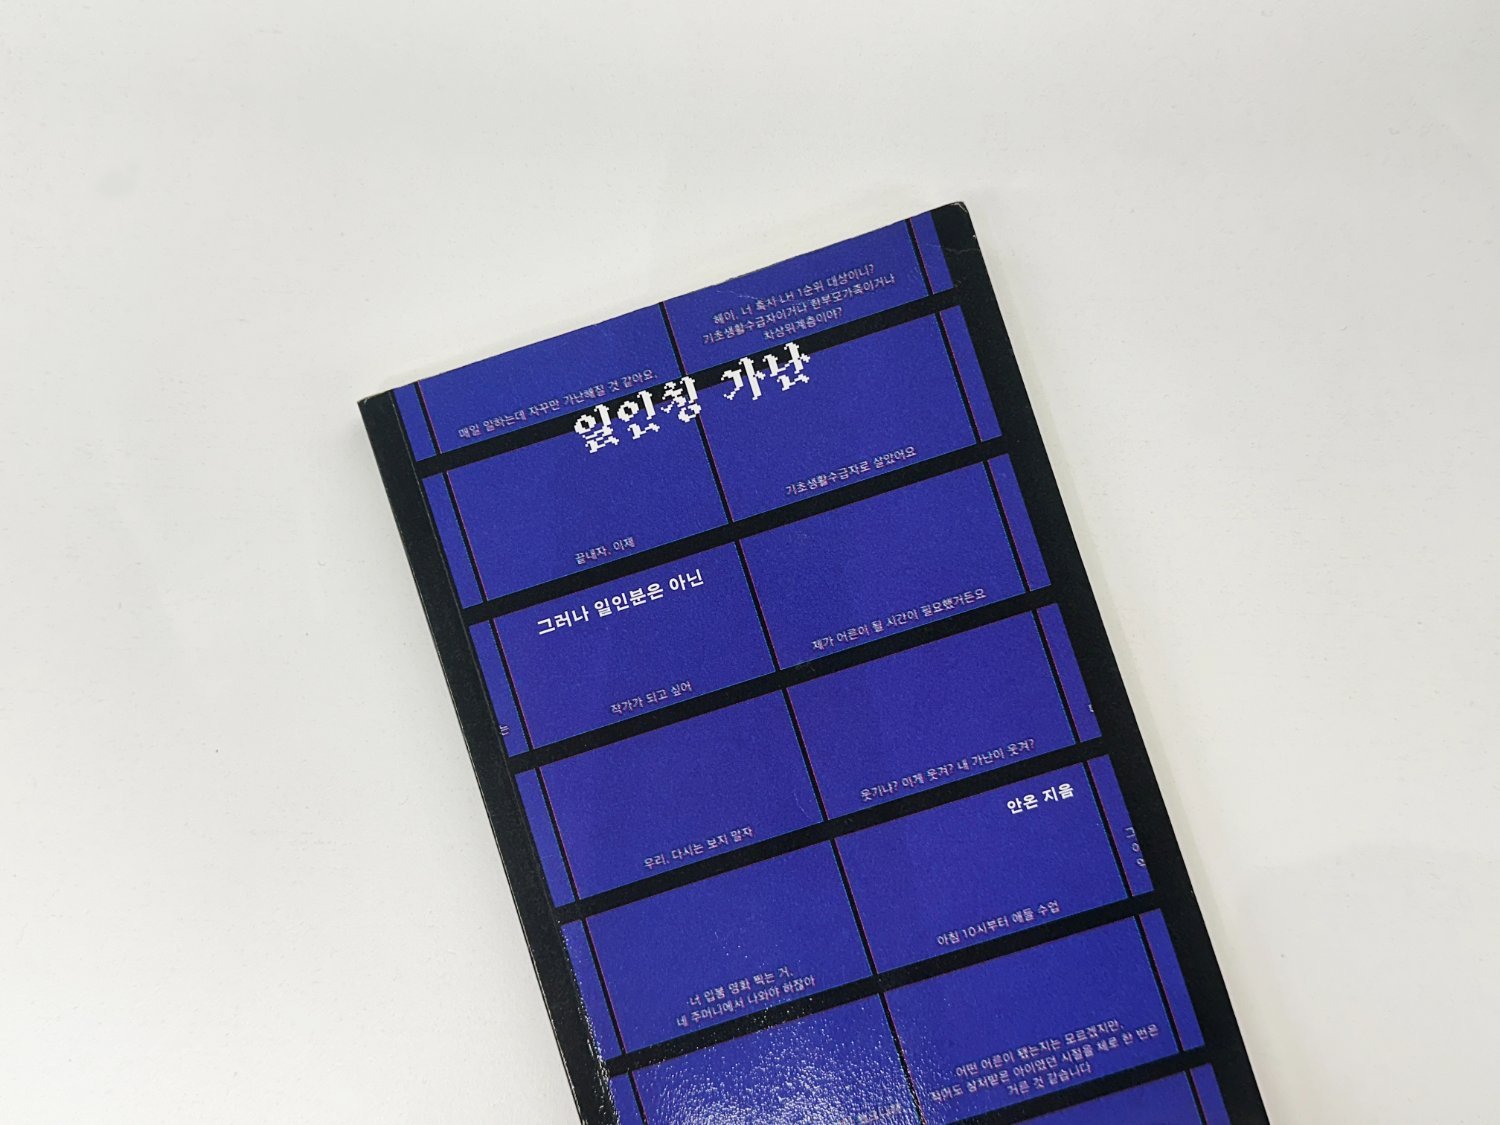 헤이, 너 혹시 LH 1순위 대상이니?
기초생활수급자이거나 한부모가족이거나
차상위계층이야?
매일 일하는데 자꾸만 가난해질 것 같아요.
일인칭 가난
기초생활수급자로 살았어요
끝내자. 이제
그러나 일인분은 아닌
제가 어른이 될 시간이 필요했거든요
작가가 되고 싶어
는
웃기냐? 이게 웃겨? 내 가난이 웃겨?
안온 지음
우리, 다시는 보지 말자
아침 10시부터 애들 수업
너 입봉 영화 찍는 거,
네 주머니에서 나와야 하잖아
어떤 어른이 됐는지는 모르겠지만,
적어도 상처받은 아이였던 시절을 제로 한 번은
거른 것 같습니다